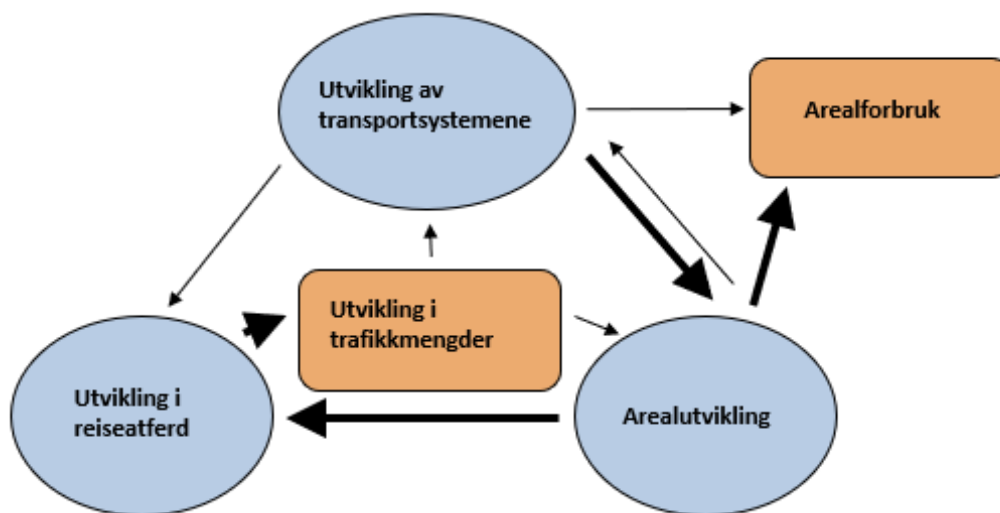 Utvikling av
transportsystemene
Arealforbruk
Utvikling i
trafikkmengder
Utvikling i
reiseatferd
Arealutvikling